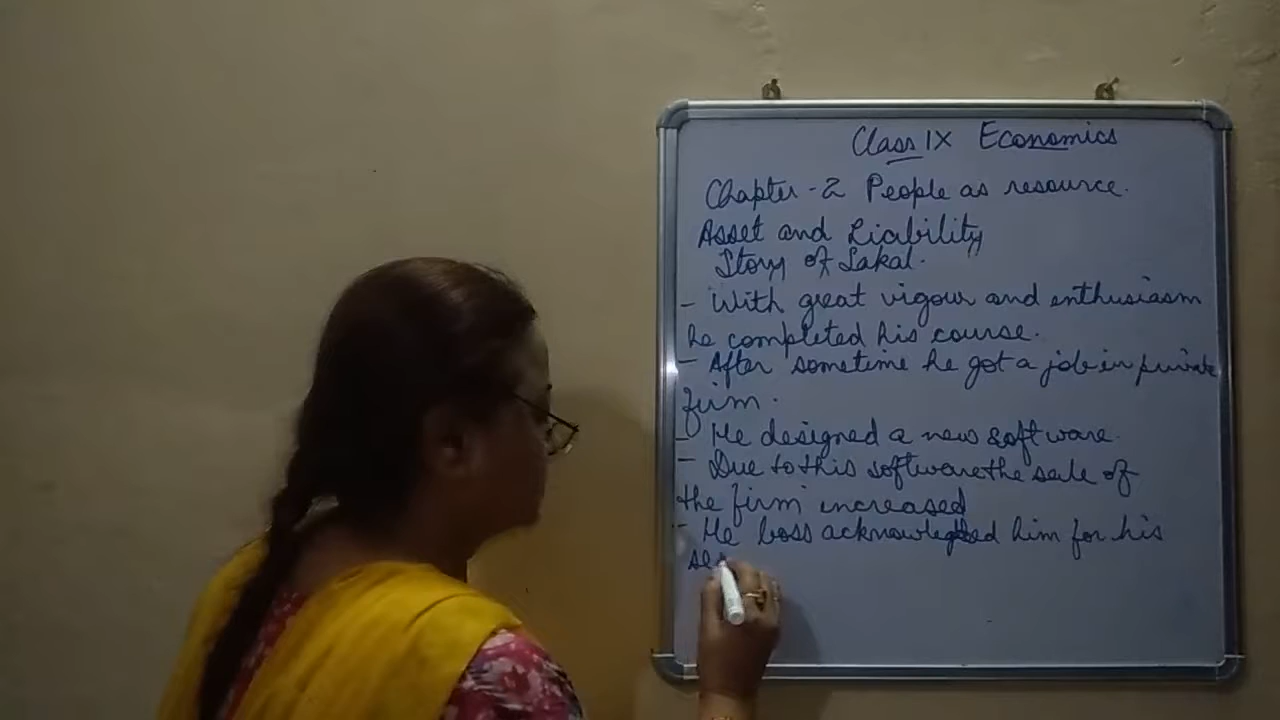 Class IX Economics
Chapter - 2 People as resource.
Asset and Liability
Story of Sakal.
- With great vigour and enthusiasm
he completed his course.
- After sometime he got a job in private
firm.
- He designed a new software.
- Due to this software the sale of
the firm increased
- He boss acknowledged him for his